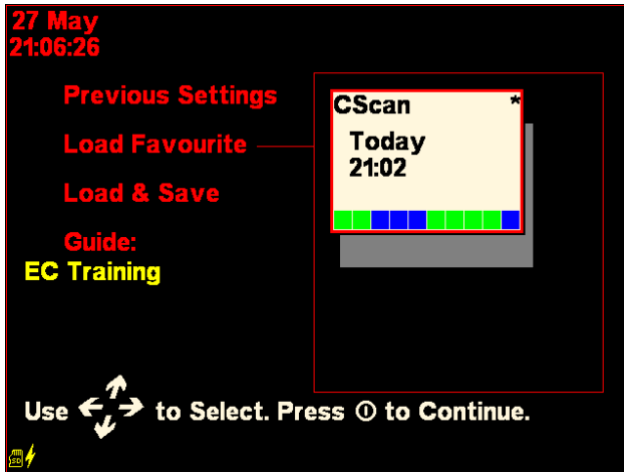 27 May
21:06:26
Previous Settings
CScan *
Load Favourite
Today
21:02
Load & Save
Guide:
EC Training
Use to Select. Press ⏼ to Continue.
SD